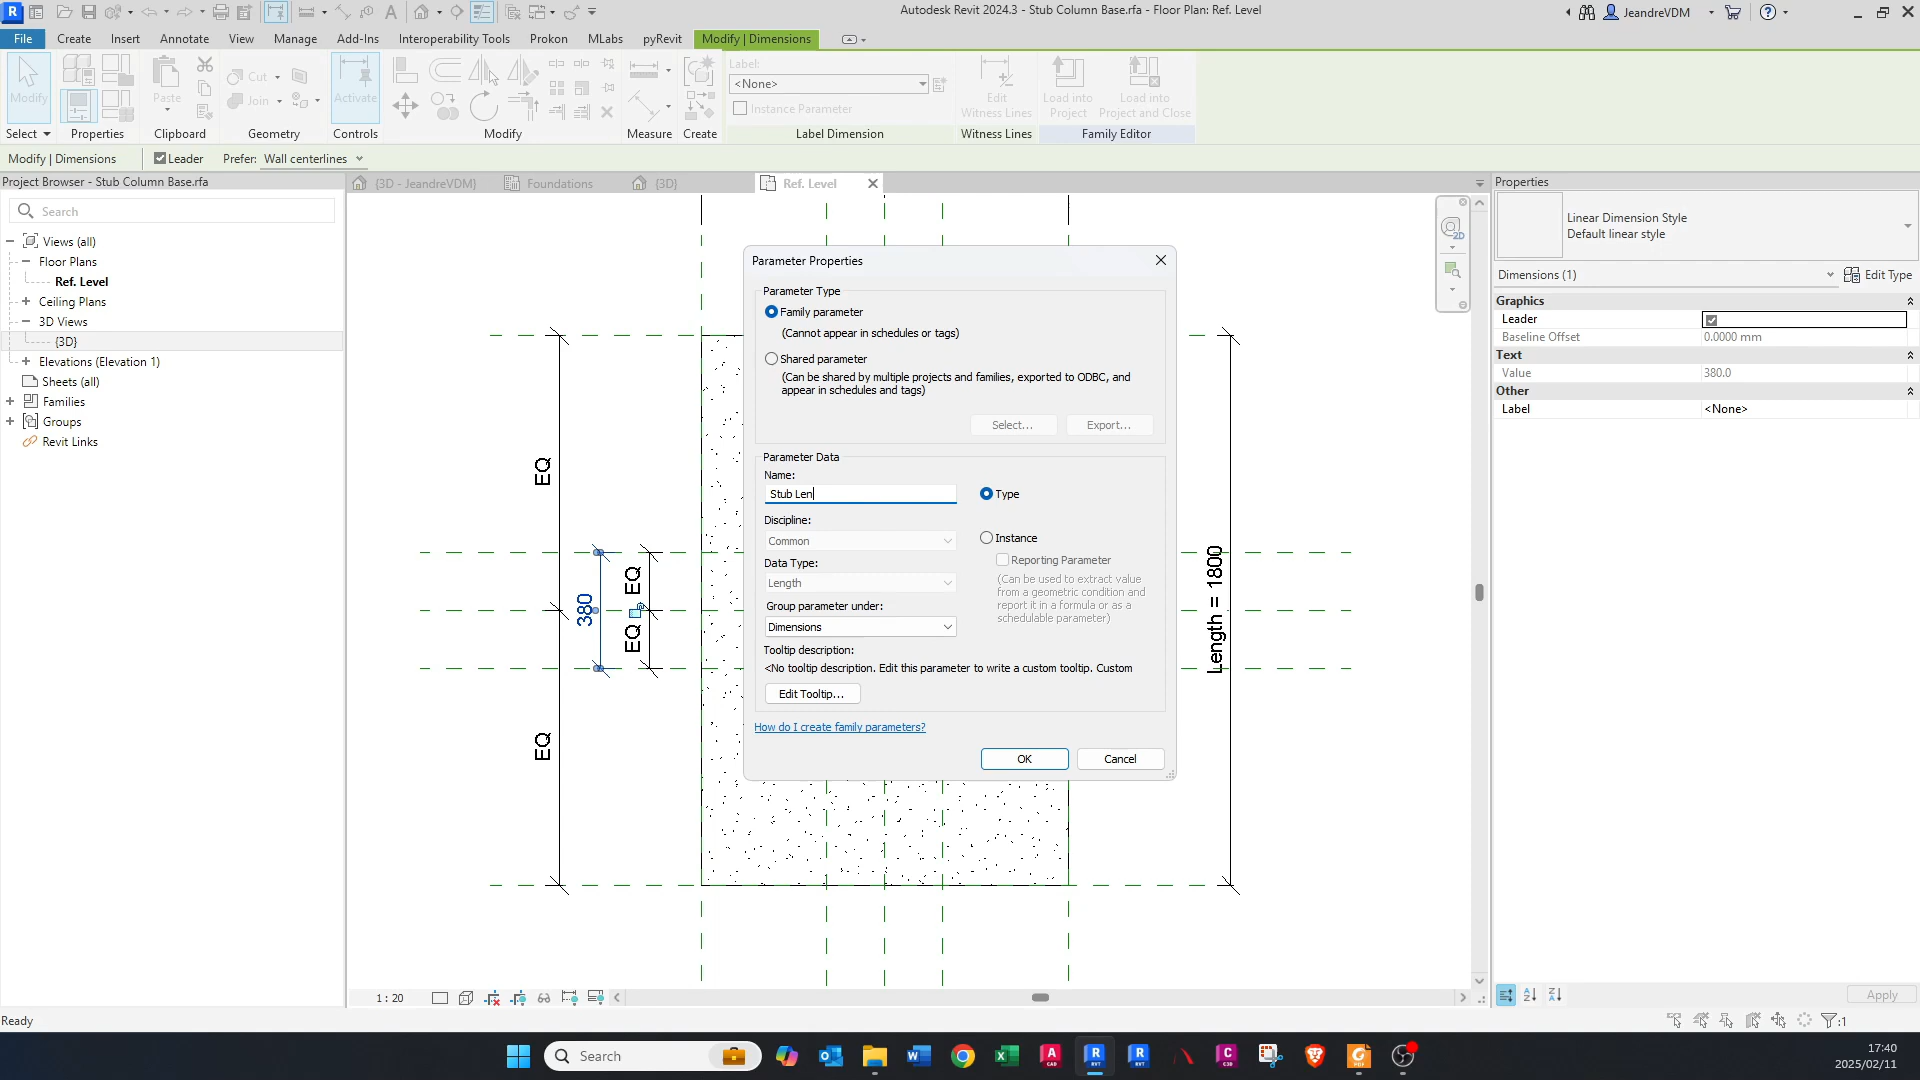 Autodesk Revit 2024.3 - Stub Column Base.rfa - Floor Plan: Ref. Level
JeandreVDM
File
Create
Insert
Annotate
View
Manage
Add-Ins
Interoperability Tools
Prokon
MLabs
pyRevit
Modify | Dimensions
Modify
Paste
Cut
Join
Activate
Label:
<None>
Instance Parameter
Edit
Witness Lines
Load into
Project
Load into
Project and Close
Select
Properties
Clipboard
Geometry
Controls
Modify
Measure
Create
Label Dimension
Witness Lines
Family Editor
Modify | Dimensions
Leader
Prefer:
Wall centerlines
Project Browser - Stub Column Base.rfa
Search
Views (all)
Floor Plans
Ref. Level
Ceiling Plans
3D Views
{3D}
Elevations (Elevation 1)
Sheets (all)
Families
Groups
Revit Links
{3D - JeandreVDM}
Foundations
{3D}
Ref. Level
EQ
EQ
380
EQ
EQ
Length = 1800
2D
Parameter Properties
Parameter Type
Family parameter
(Cannot appear in schedules or tags)
Shared parameter
(Can be shared by multiple projects and families, exported to ODBC, and
appear in schedules and tags)
Select...
Export...
Parameter Data
Name:
Stub Len
Type
Discipline:
Common
Instance
Reporting Parameter
Data Type:
Length
(Can be used to extract value
from a geometric condition and
report it in a formula or as a
schedulable parameter)
Group parameter under:
Dimensions
Tooltip description:
<No tooltip description. Edit this parameter to write a custom tooltip. Custom
Edit Tooltip...
How do I create family parameters?
OK
Cancel
Properties
Linear Dimension Style
Default linear style
Dimensions (1)
Edit Type
Graphics
Leader
Baseline Offset
0.0000 mm
Text
Value
380.0
Other
Label
<None>
Apply
1 : 20
Ready
:1
Search
17:40
2025/02/11